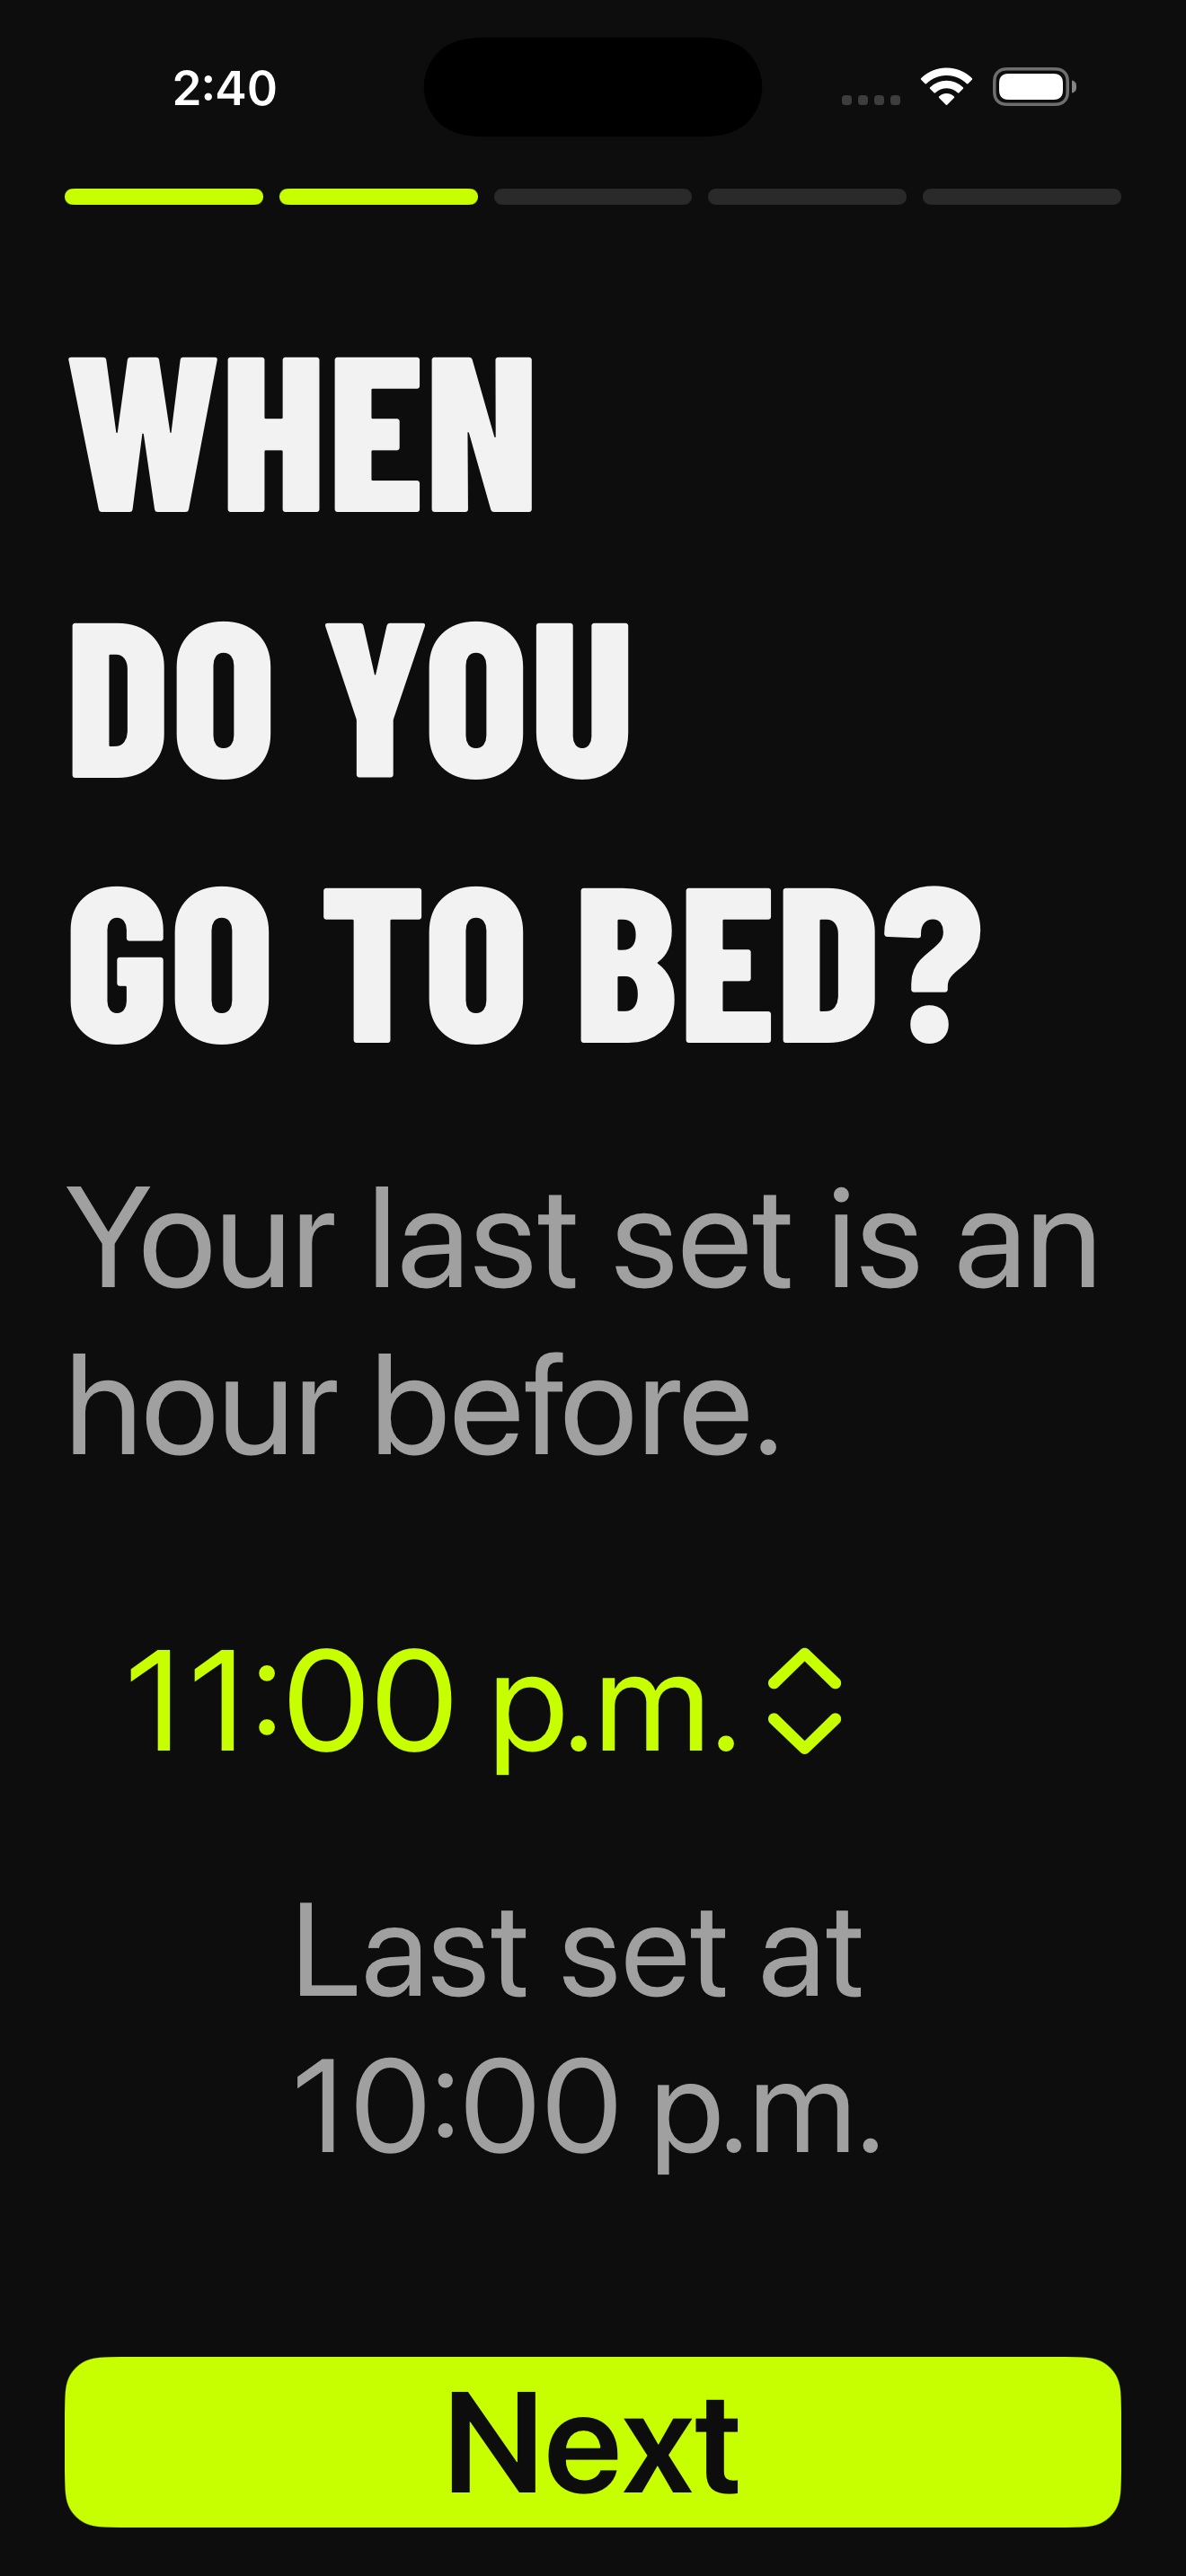 2:40
WHEN
DO YOU
GO TO BED?
Your last set is an
hour before.
11:00 p.m.
Last set at
10:00 p.m.
Next